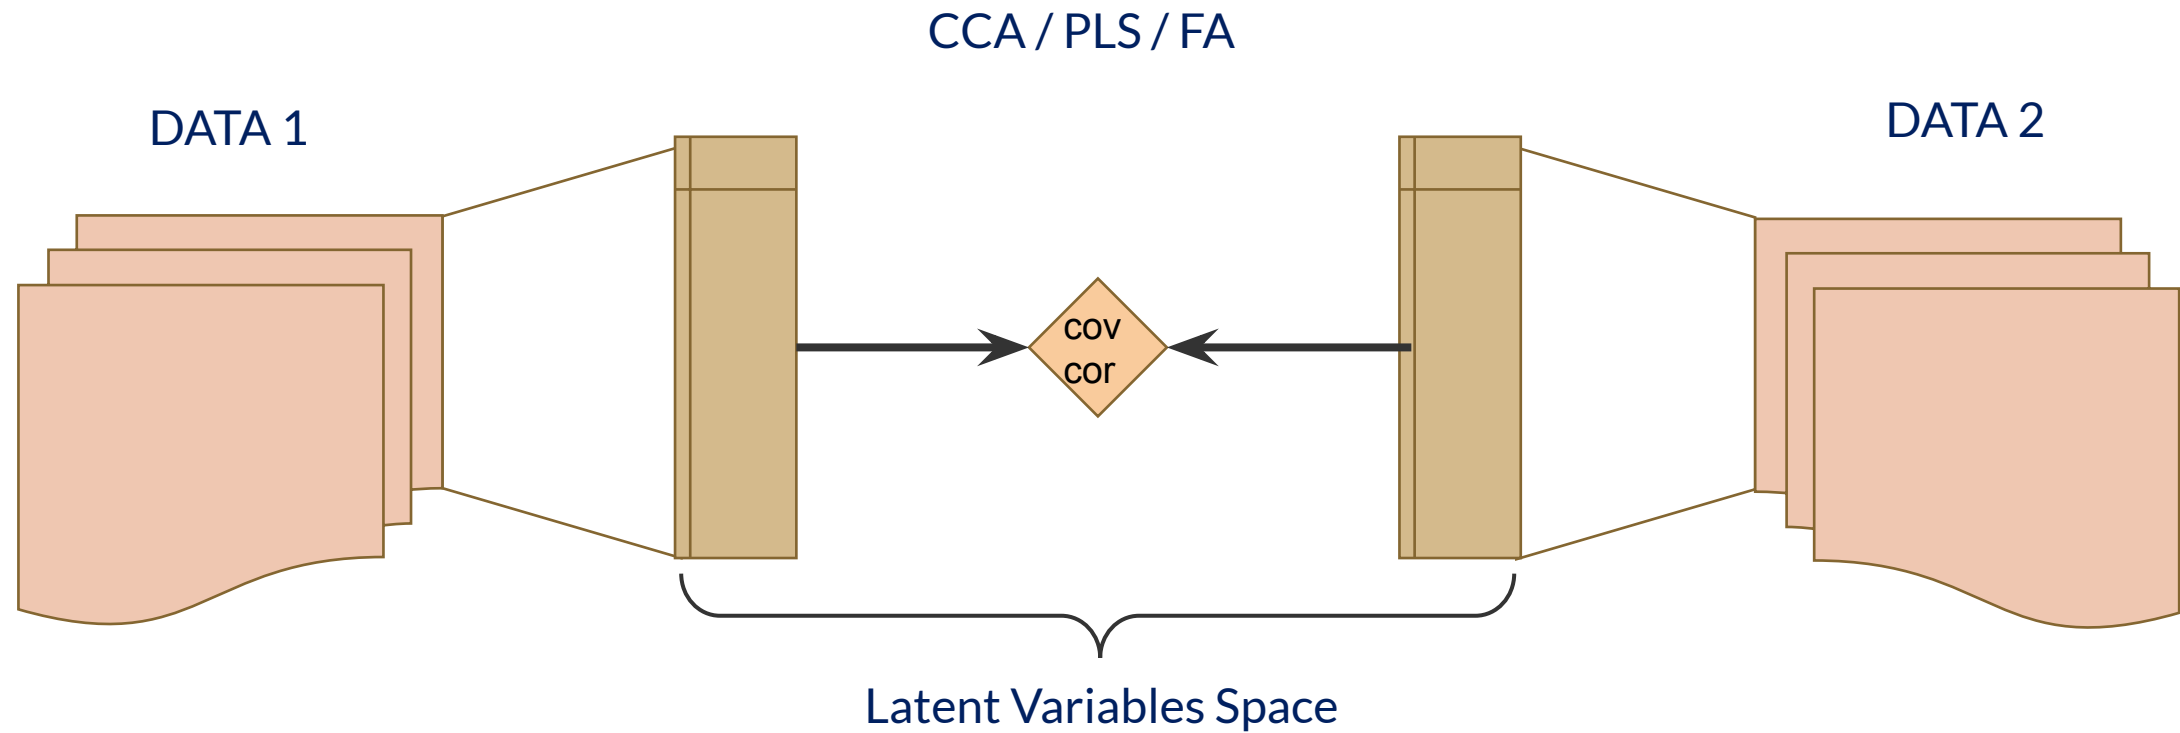 CCA / PLS / FA
DATA 1
DATA 2
cov
cor
Latent Variables Space